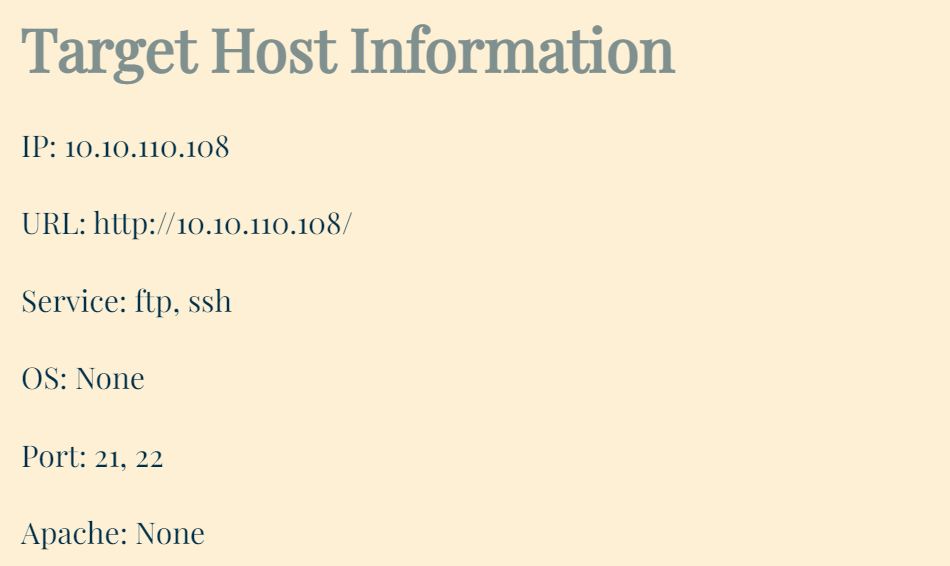 Target Host Information
IP: 10.10.110.108
URL: http://10.10.110.108/
Service: ftp, ssh
OS: None
Port: 21, 22
Apache: None